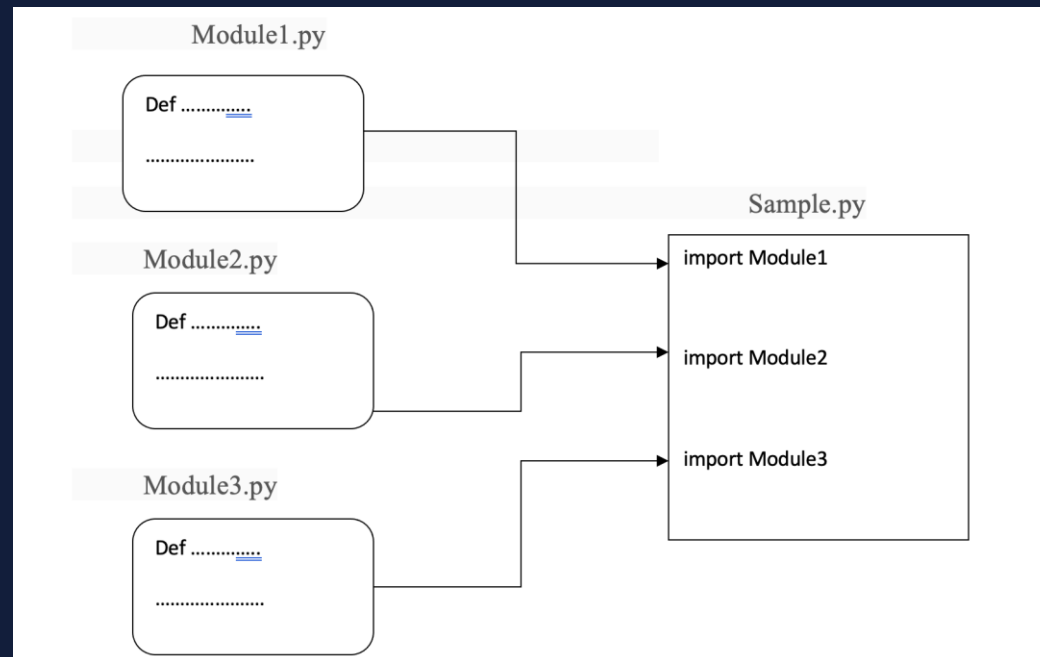 Module1.py
Def ..............
......................
Module2.py
Def ..............
......................
Module3.py
Def ..............
......................
Sample.py
import Module1
import Module2
import Module3